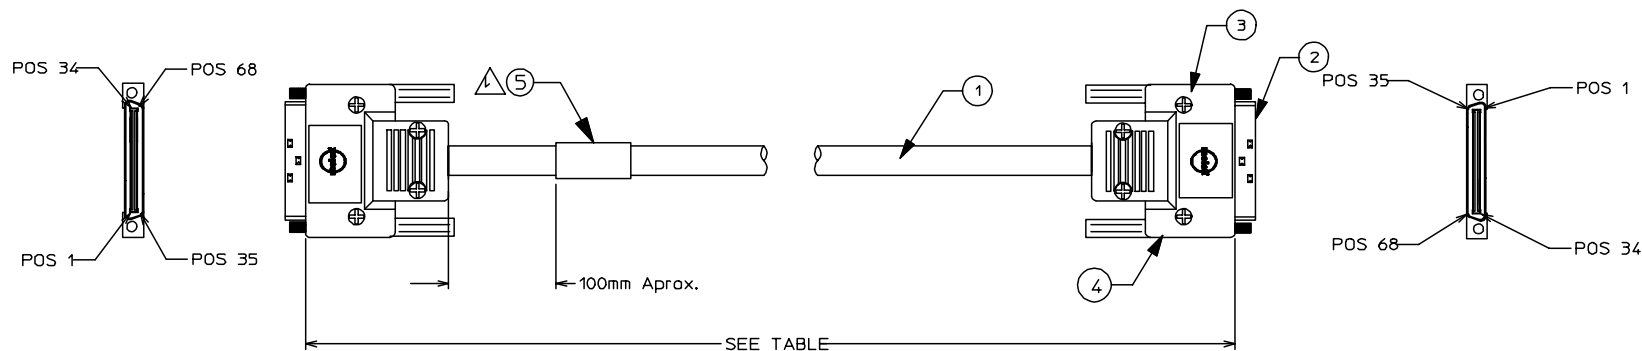 POS 34
POS 68
POS 1
POS 35
5
100mm Aprox.
SEE TABLE
1
3
2
4
POS 35
POS 1
POS 68
POS 34